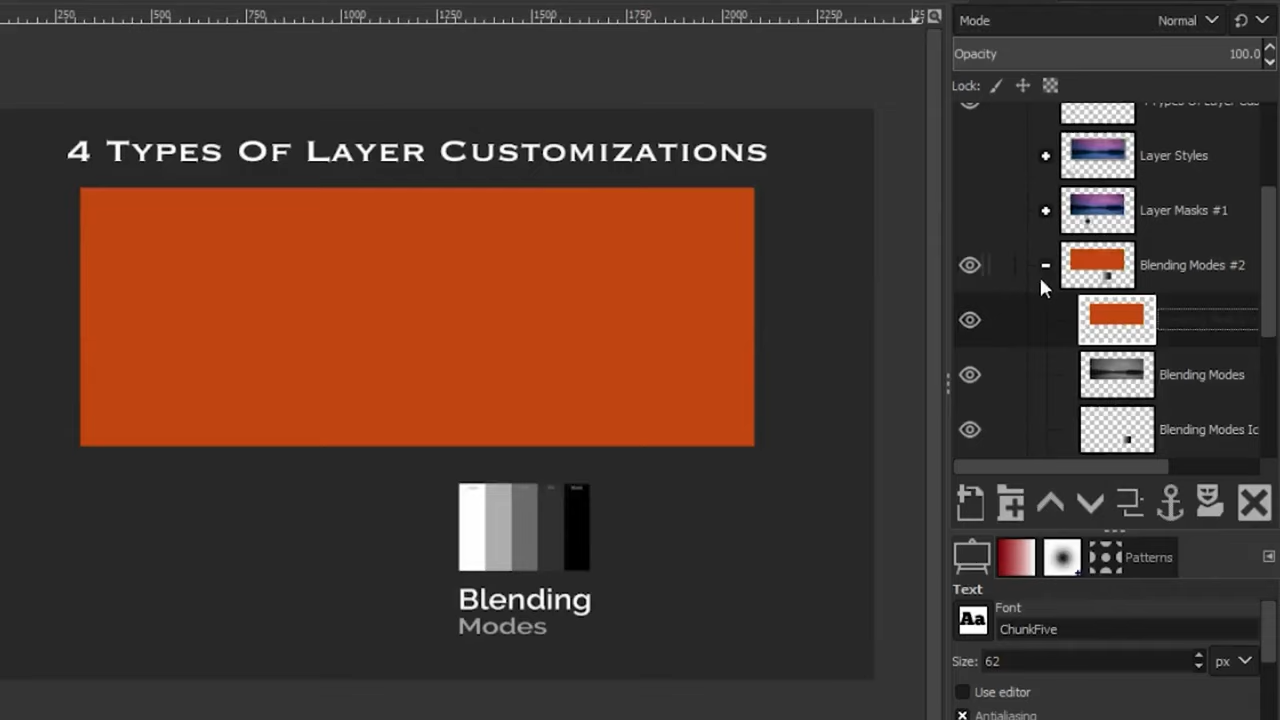 250 500 750 1000 1250 1500 1750 2000 2250
Mode Normal
Opacity 100.0
Lock:
4 Types Of Layer Customizations
Layer Styles
Layer Masks #1
Blending Modes #2
Blending Modes
Blending Modes Ic
Blending
Modes
Patterns
Text
Aa Font
ChunkFive
Size: 62 px
Use editor
Antialiasing